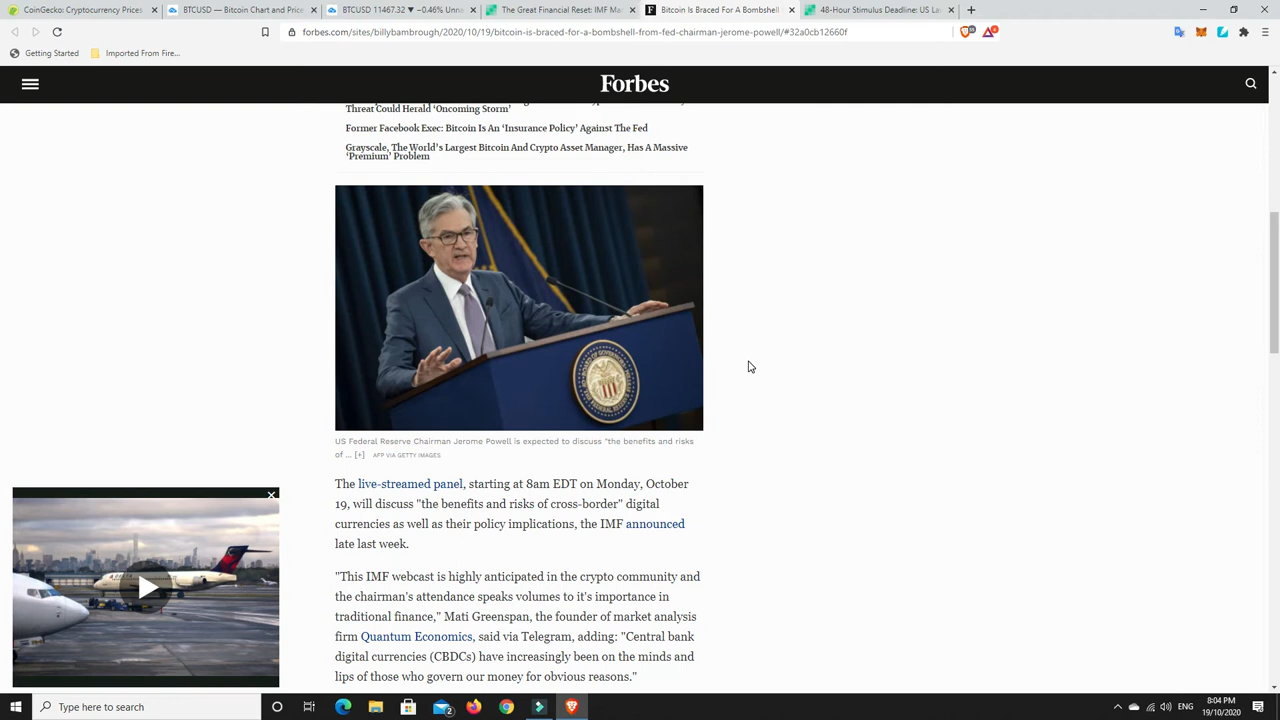 CoinGecko: Cryptocurrency Prices
BTCUSD — Bitcoin Chart and Price
BTCUSD 11467.32 ▼ −0.46% Unna
The Great Financial Reset: IMF Ma
Bitcoin Is Braced For A Bombshell
48-Hour Stimulus Deadline: US La
forbes.com/sites/billybambrough/2020/10/19/bitcoin-is-braced-for-a-bombshell-from-fed-chairman-jerome-powell/#32a0cb12660f
Getting Started
Imported From Fire...
Forbes
Threat Could Herald ‘Oncoming Storm’
Former Facebook Exec: Bitcoin Is An ‘Insurance Policy’ Against The Fed
Grayscale, The World’s Largest Bitcoin And Crypto Asset Manager, Has A Massive
‘Premium’ Problem
US Federal Reserve Chairman Jerome Powell is expected to discuss "the benefits and risks
of ... [+] AFP VIA GETTY IMAGES
The live-streamed panel, starting at 8am EDT on Monday, October
19, will discuss "the benefits and risks of cross-border" digital
currencies as well as their policy implications, the IMF announced
late last week.
"This IMF webcast is highly anticipated in the crypto community and
the chairman's attendance speaks volumes to it's importance in
traditional finance," Mati Greenspan, the founder of market analysis
firm Quantum Economics, said via Telegram, adding: "Central bank
digital currencies (CBDCs) have increasingly been on the minds and
lips of those who govern our money for obvious reasons."
Type here to search
2
ENG
8:04 PM
19/10/2020